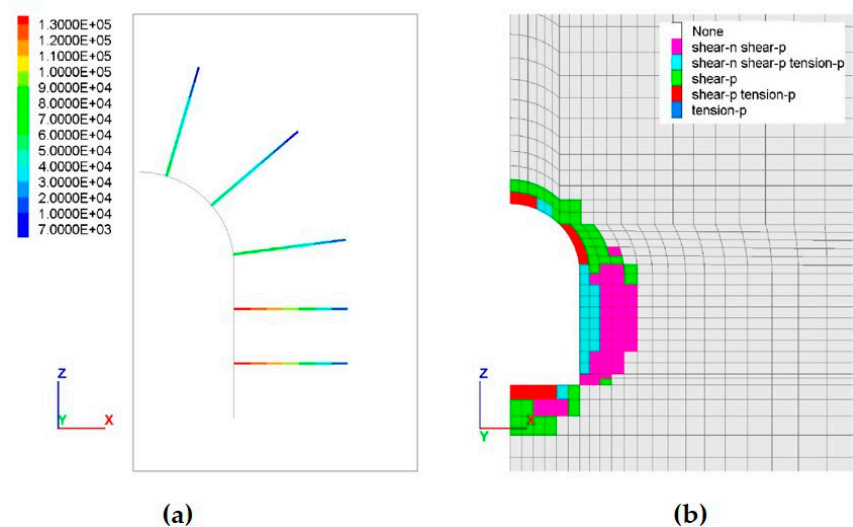 1.3000E+05
1.2000E+05
1.1000E+05
1.0000E+05
9.0000E+04
8.0000E+04
7.0000E+04
6.0000E+04
5.0000E+04
4.0000E+04
3.0000E+04
2.0000E+04
1.0000E+04
7.0000E+03
Z
Y
X
(a)
None
shear-n shear-p
shear-n shear-p tension-p
shear-p
shear-p tension-p
tension-p
Z
Y
X
(b)